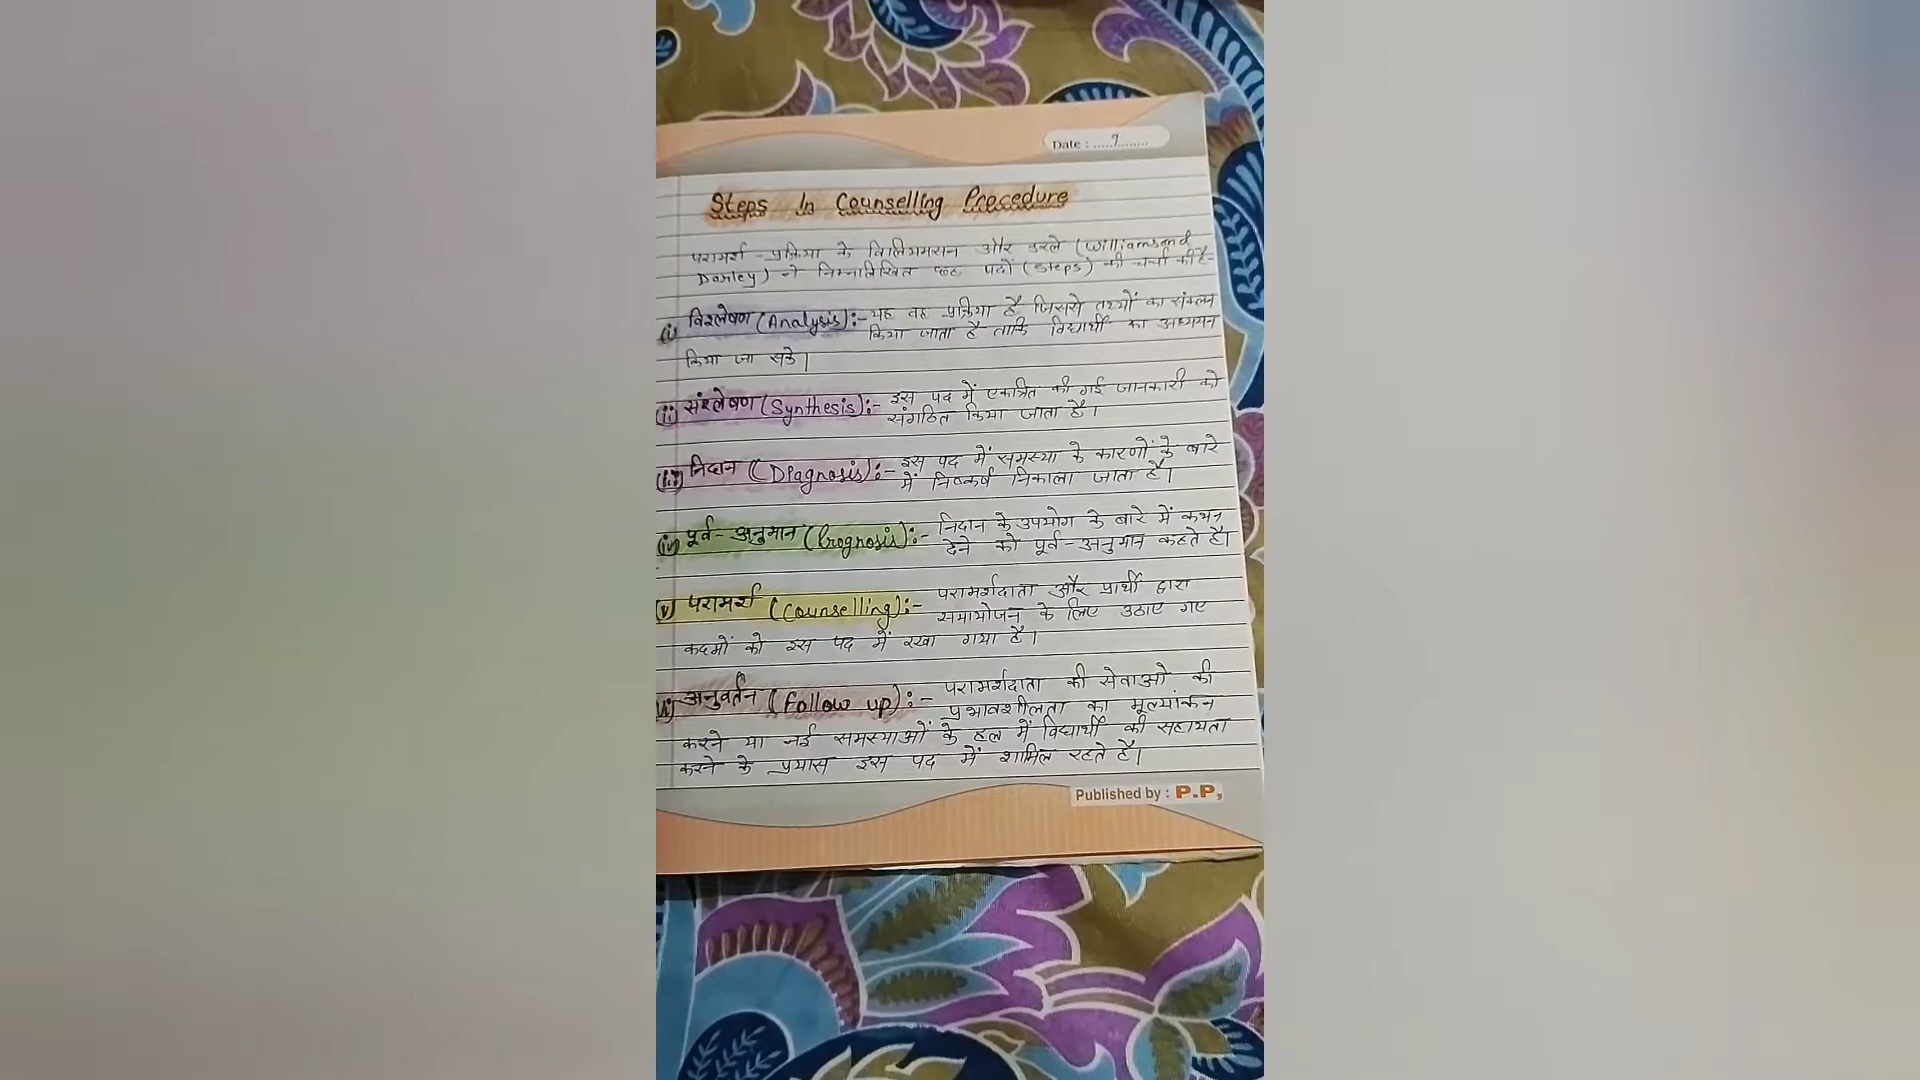 Date : .....9........
Steps In Counselling Procedure
परामर्श - प्रक्रिया के विलियमसन और डरले (Williamsand
Darley) ने निम्नलिखित छह पदों (steps) की चर्चा की है-
(i) विश्लेषण (Analysis):- यह वह प्रक्रिया है जिससे तथ्यों का संकलन
किया जाता है ताकि विद्यार्थी का अध्ययन
किया जा सके।
(ii) संश्लेषण (Synthesis):- इस पद में एकत्रित की गई जानकारी को
संगठित किया जाता है।
(iii) निदान (Diagnosis):- इस पद में समस्या के कारणों के बारे
में निष्कर्ष निकाला जाता है।
(iv) पूर्व-अनुमान (Prognosis):- निदान के उपयोग के बारे में कथन
देने को पूर्व-अनुमान कहते है।
(v) परामर्श (Counselling):- परामर्शदाता और प्रार्थी द्वारा
समायोजन के लिए उठाए गए
कदमों को इस पद में रखा गया है।
vi) अनुवर्तन (Follow up):- परामर्शदाता की सेवाओ की
प्रभावशीलता का मूल्यांकन
करने या नई समस्याओं के हल में विद्यार्थी की सहायता
करने के प्रयास इस पद में शामिल रहते हैं।
Published by : P.P,